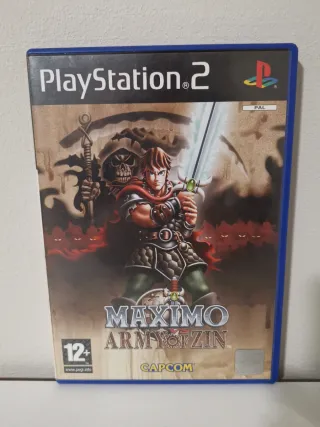 PlayStation®2
PAL
MAXIMO
ARMY OF ZIN
12+
www.pegi.info
CAPCOM